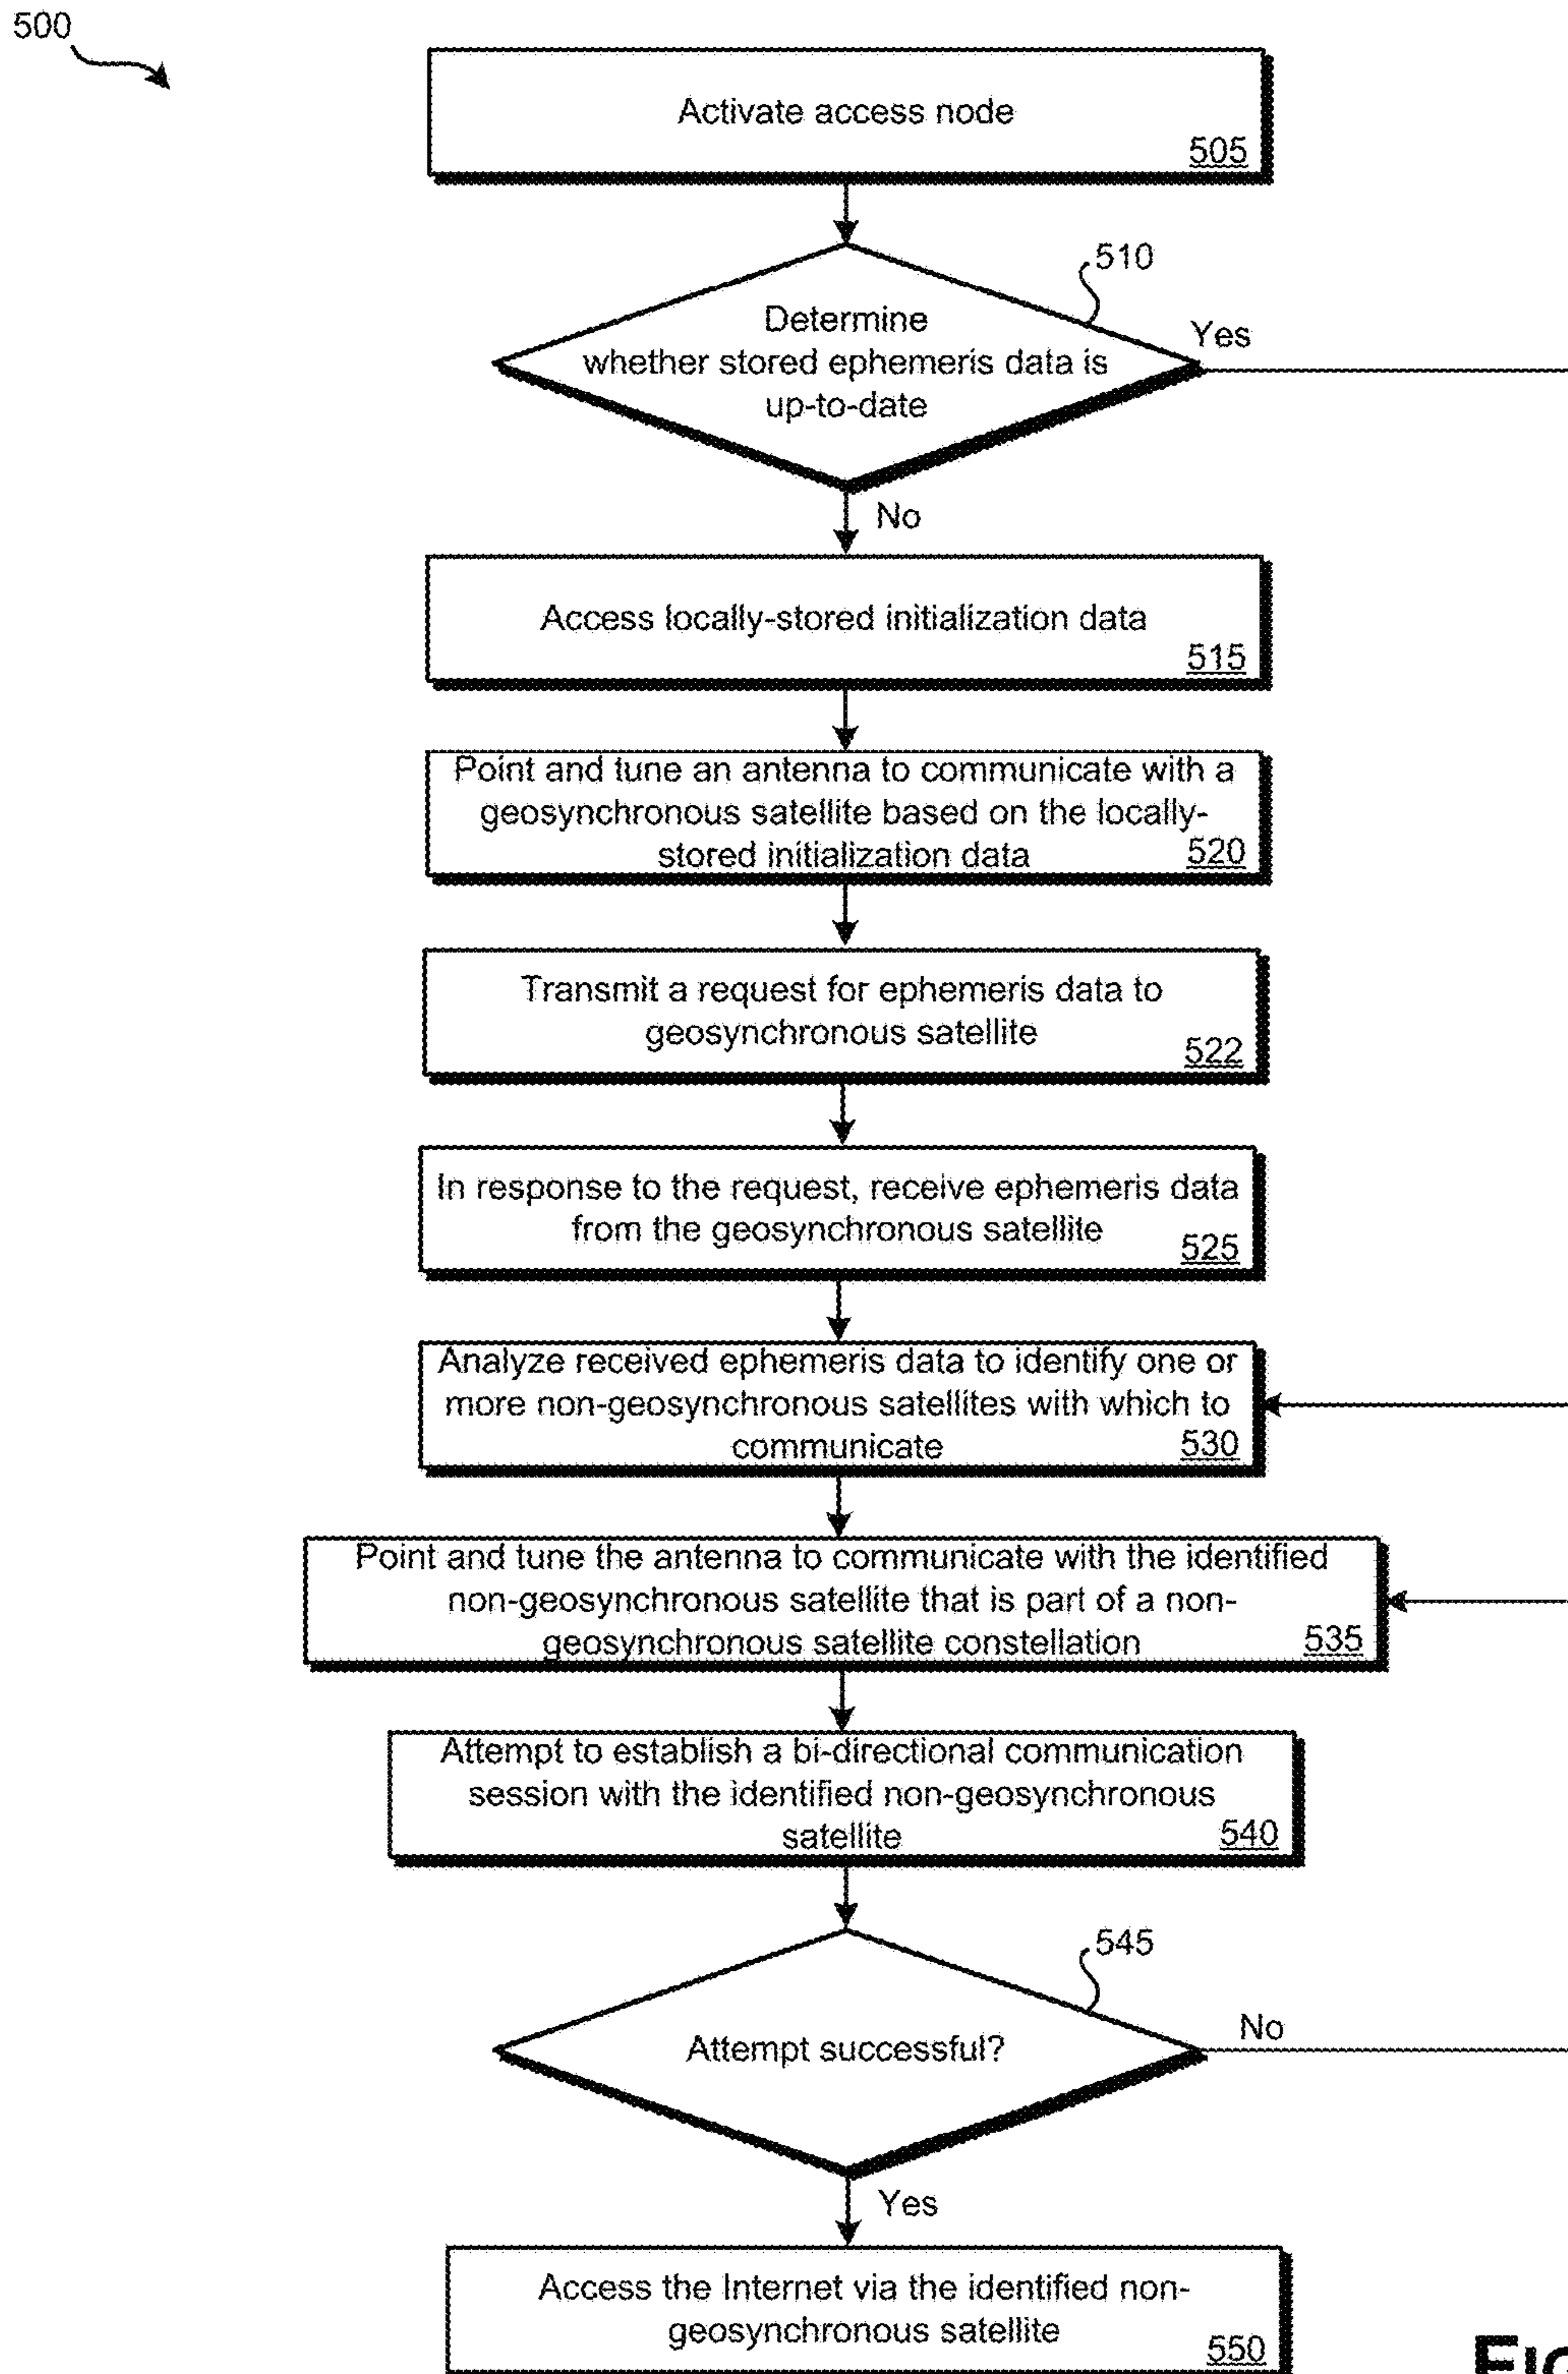 500
Activate access node
505
510
Determine
whether stored ephemeris data is
up-to-date
Yes
No
Access locally-stored initialization data
515
Point and tune an antenna to communicate with a
geosynchronous satellite based on the locally-
stored initialization data
520
Transmit a request for ephemeris data to
geosynchronous satellite
522
In response to the request, receive ephemeris data
from the geosynchronous satellite
525
Analyze received ephemeris data to identify one or
more non-geosynchronous satellites with which to
communicate
530
Point and tune the antenna to communicate with the identified
non-geosynchronous satellite that is part of a non-
geosynchronous satellite constellation
535
Attempt to establish a bi-directional communication
session with the identified non-geosynchronous
satellite
540
545
Attempt successful?
No
Yes
Access the Internet via the identified non-
geosynchronous satellite
550